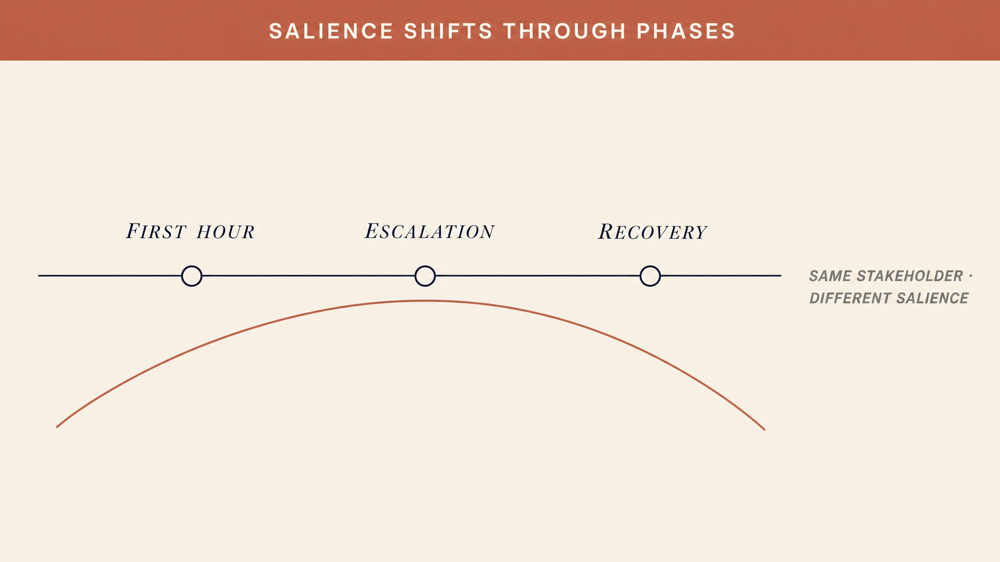 SALIENCE SHIFTS THROUGH PHASES
FIRST HOUR
ESCALATION
RECOVERY
SAME STAKEHOLDER ·
DIFFERENT SALIENCE